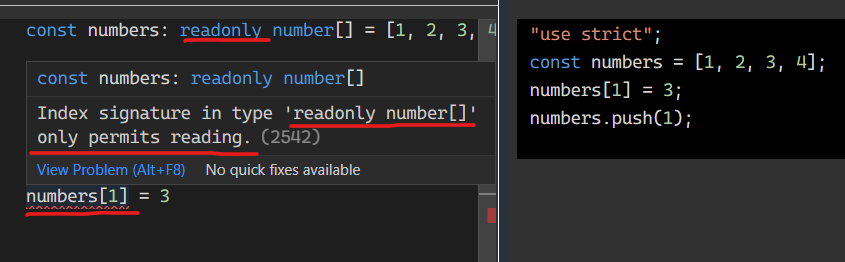 const numbers: readonly number[] = [1, 2, 3, 4
const numbers: readonly number[]
Index signature in type 'readonly number[]'
only permits reading. (2542)
View Problem (Alt+F8) No quick fixes available
numbers[1] = 3
"use strict";
const numbers = [1, 2, 3, 4];
numbers[1] = 3;
numbers.push(1);